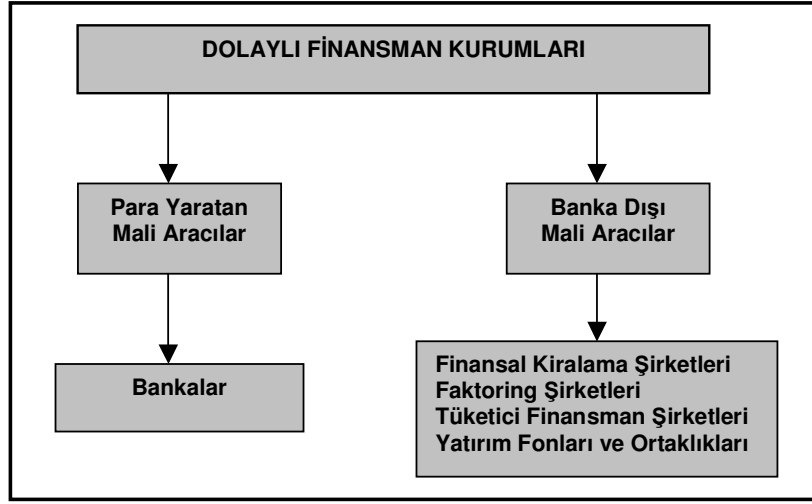 DOLAYLI FİNANSMAN KURUMLARI
Para Yaratan
Mali Aracılar
Banka Dışı
Mali Aracılar
Bankalar
Finansal Kiralama Şirketleri
Faktoring Şirketleri
Tüketici Finansman Şirketleri
Yatırım Fonları ve Ortaklıkları